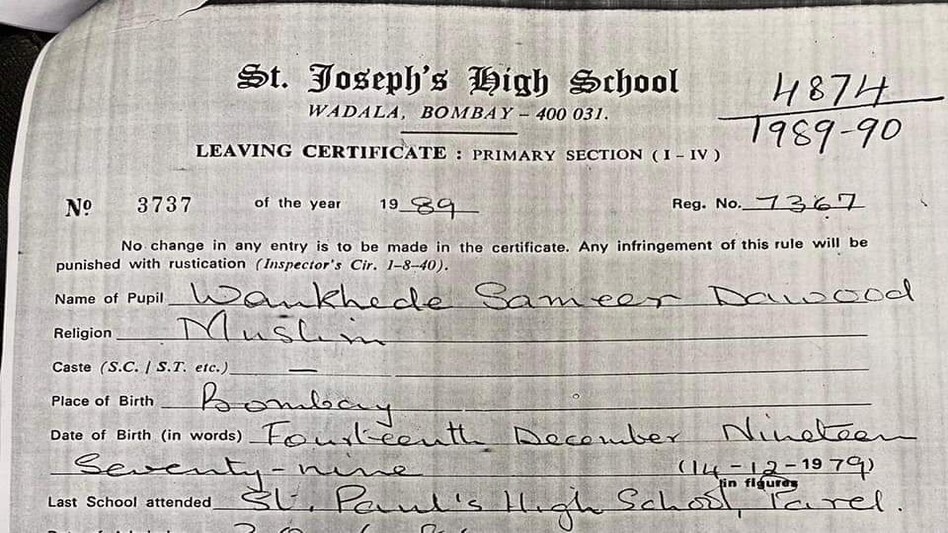 St. Joseph's High School
WADALA, BOMBAY – 400 031.
4874
1989-90
LEAVING CERTIFICATE : PRIMARY SECTION ( I – IV )
Nº 3737 of the year 1989 Reg. No. 7367
No change in any entry is to be made in the certificate. Any infringement of this rule will be
punished with rustication (Inspector's Cir. 1-8-40).
Name of Pupil Wankhede Sameer Dawood
Religion Muslim
Caste (S.C. / S.T. etc.) —
Place of Birth Bombay
Date of Birth (in words) Fourteenth December Nineteen
Seventy-nine (14-12-1979)
in figures
Last School attended St. Paul's High School, Parel.